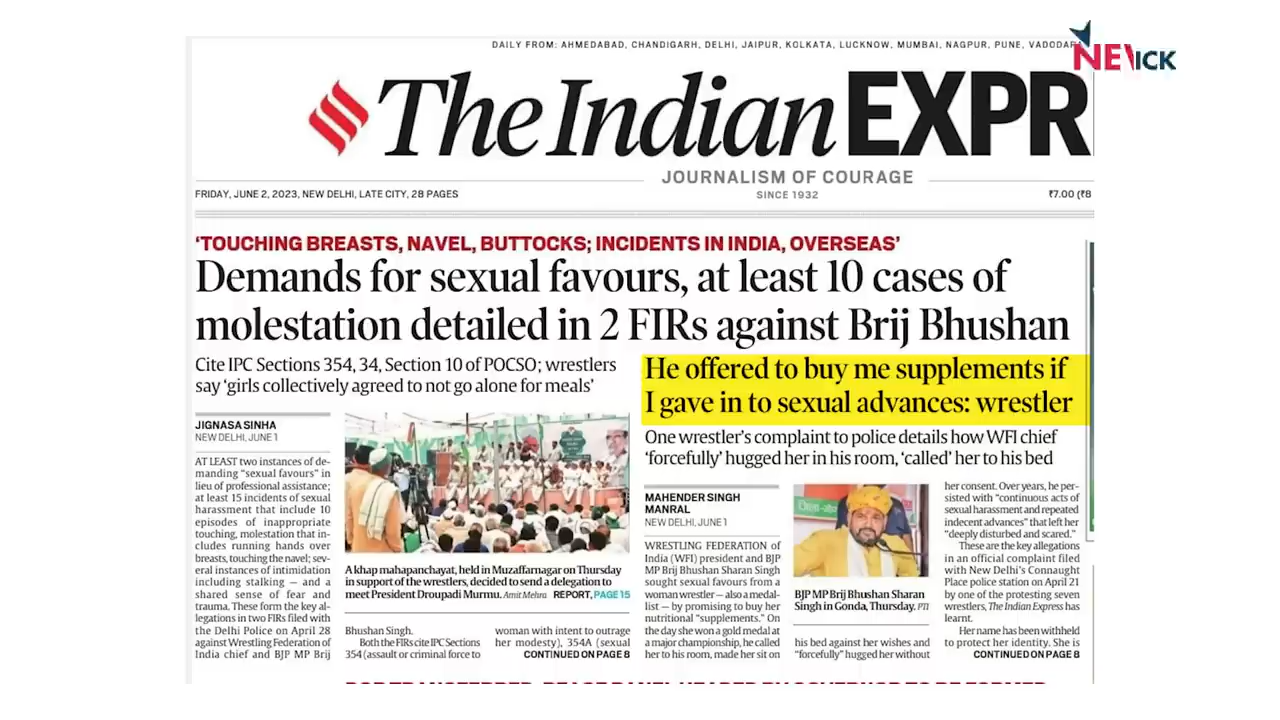 DAILY FROM: AHMEDABAD, CHANDIGARH, DELHI, JAIPUR, KOLKATA, LUCKNOW, MUMBAI, NAGPUR, PUNE, VADODAR
NE ICK
The Indian EXPR
JOURNALISM OF COURAGE
SINCE 1932
FRIDAY, JUNE 2, 2023, NEW DELHI, LATE CITY, 28 PAGES
₹7.00 (₹8
‘TOUCHING BREASTS, NAVEL, BUTTOCKS; INCIDENTS IN INDIA, OVERSEAS’
Demands for sexual favours, at least 10 cases of
molestation detailed in 2 FIRs against Brij Bhushan
Cite IPC Sections 354, 34, Section 10 of POCSO; wrestlers
say ‘girls collectively agreed to not go alone for meals’
JIGNASA SINHA
NEW DELHI, JUNE 1
AT LEAST two instances of de-
manding “sexual favours” in
lieu of professional assistance;
at least 15 incidents of sexual
harassment that include 10
episodes of inappropriate
touching, molestation that in-
cludes running hands over
breasts, touching the navel; sev-
eral instances of intimidation
including stalking — and a
shared sense of fear and
trauma. These form the key al-
legations in two FIRs filed with
the Delhi Police on April 28
against Wrestling Federation of
India chief and BJP MP Brij
A khap mahapanchayat, held in Muzaffarnagar on Thursday
in support of the wrestlers, decided to send a delegation to
meet President Droupadi Murmu. Amit Mehra REPORT, PAGE 15
Bhushan Singh.
Both the FIRs cite IPC Sections
354 (assault or criminal force to
woman with intent to outrage
her modesty), 354A (sexual
CONTINUED ON PAGE 8
He offered to buy me supplements if
I gave in to sexual advances: wrestler
One wrestler’s complaint to police details how WFI chief
‘forcefully’ hugged her in his room, ‘called’ her to his bed
MAHENDER SINGH
MANRAL
NEW DELHI, JUNE 1
WRESTLING FEDERATION of
India (WFI) president and BJP
MP Brij Bhushan Sharan Singh
sought sexual favours from a
woman wrestler — also a medal-
list — by promising to buy her
nutritional “supplements.” On
the day she won a gold medal at
a major championship, he called
her to his room, made her sit on
BJP MP Brij Bhushan Sharan
Singh in Gonda, Thursday. PTI
his bed against her wishes and
“forcefully” hugged her without
her consent. Over years, he per-
sisted with “continuous acts of
sexual harassment and repeated
indecent advances” that left her
“deeply disturbed and scared.”
These are the key allegations
in an official complaint filed
with New Delhi’s Connaught
Place police station on April 21
by one of the protesting seven
wrestlers, The Indian Express has
learnt.
Her name has been withheld
to protect her identity. She is
CONTINUED ON PAGE 8